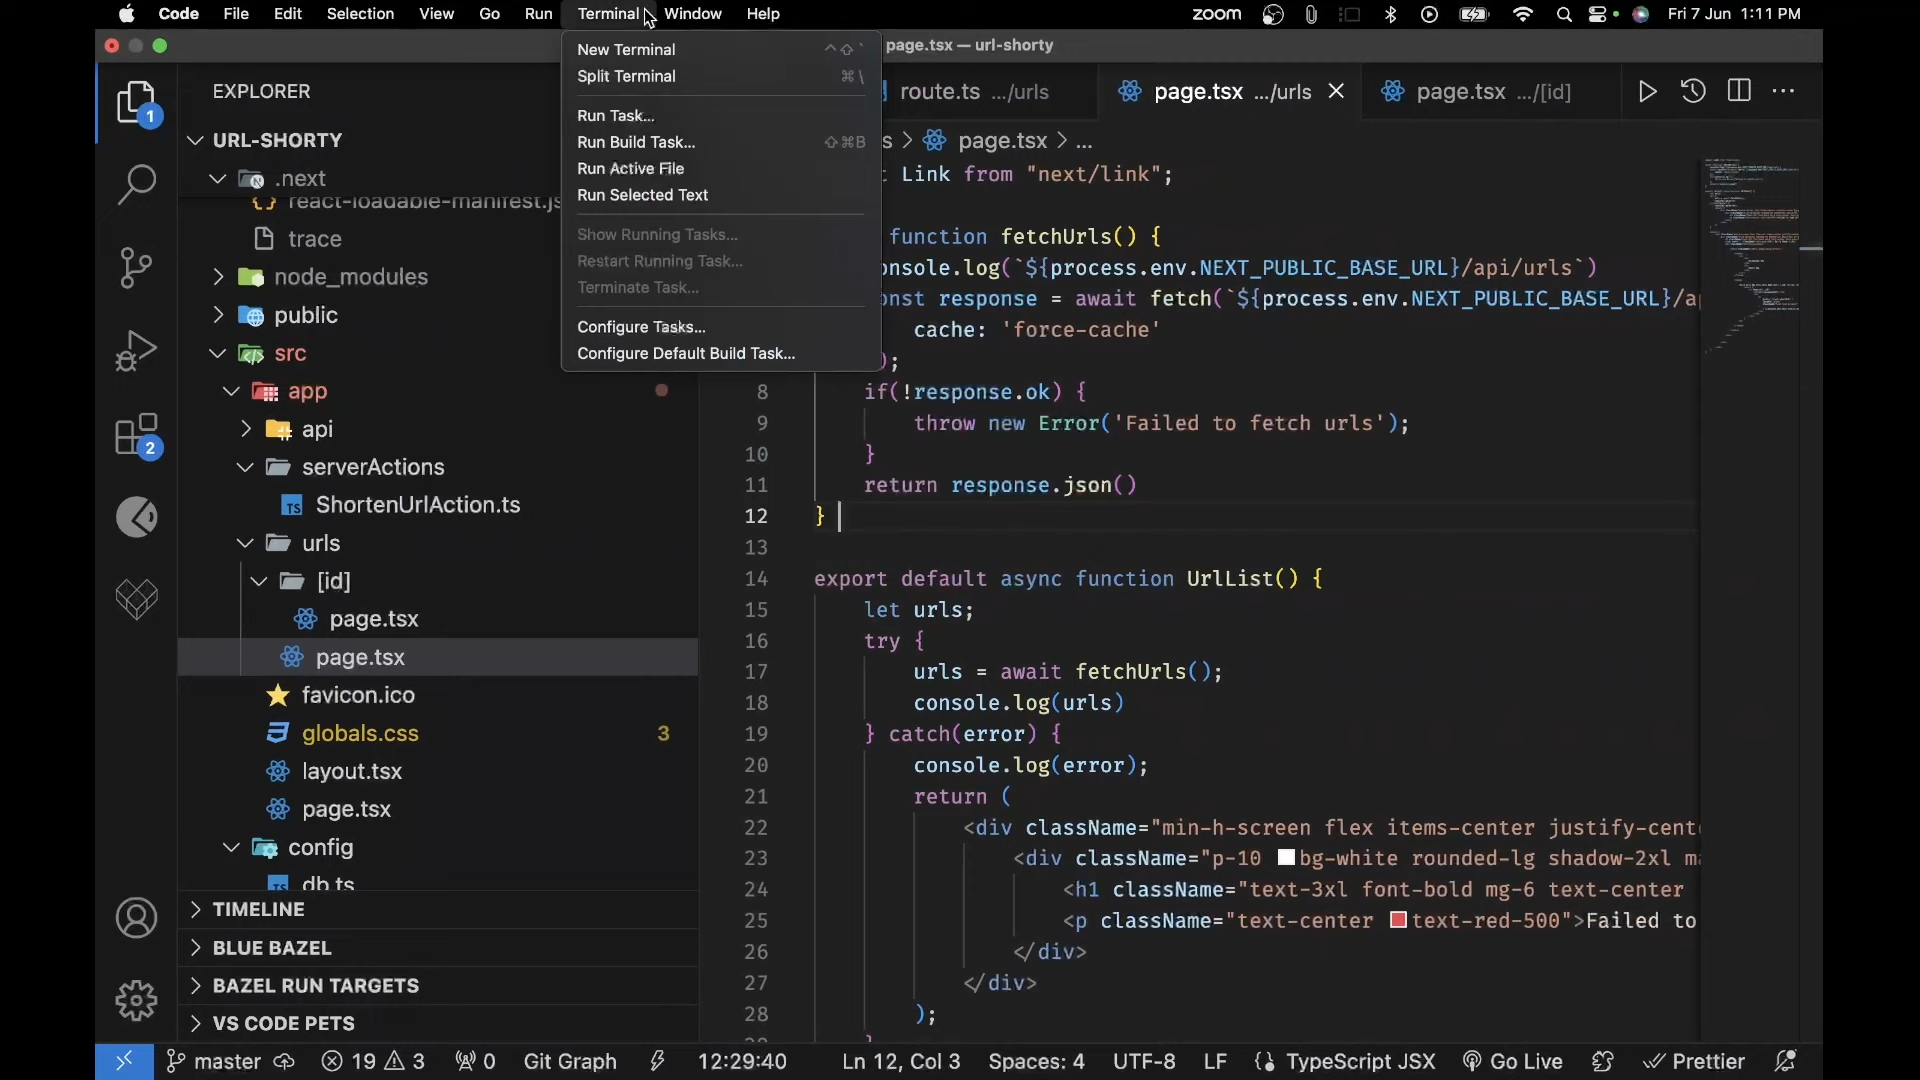 Code File Edit Selection View Go Run Terminal Window Help zoom Fri 7 Jun 1:11 PM
page.tsx — url-shorty
New Terminal ^⇧`
Split Terminal ⌘\
Run Task...
Run Build Task... ⇧⌘B
Run Active File
Run Selected Text
Show Running Tasks...
Restart Running Task...
Terminate Task...
Configure Tasks...
Configure Default Build Task...
EXPLORER
1
2
URL-SHORTY
.next
react-loadable-manifest.js
trace
node_modules
public
src
app
api
serverActions
TS ShortenUrlAction.ts
urls
[id]
page.tsx
page.tsx
favicon.ico
globals.css 3
layout.tsx
page.tsx
config
TS db.ts
TIMELINE
BLUE BAZEL
BAZEL RUN TARGETS
VS CODE PETS
route.ts .../urls page.tsx .../urls page.tsx .../[id]
s > page.tsx > ...
t Link from "next/link";
function fetchUrls() {
onsole.log(`${process.env.NEXT_PUBLIC_BASE_URL}/api/urls`)
onst response = await fetch(`${process.env.NEXT_PUBLIC_BASE_URL}/a
cache: 'force-cache'
);
8 if(!response.ok) {
9 throw new Error('Failed to fetch urls');
10 }
11 return response.json()
12 }
13
14 export default async function UrlList() {
15 let urls;
16 try {
17 urls = await fetchUrls();
18 console.log(urls)
19 } catch(error) {
20 console.log(error);
21 return (
22 <div className="min-h-screen flex items-center justify-cent
23 <div className="p-10 bg-white rounded-lg shadow-2xl m
24 <h1 className="text-3xl font-bold mg-6 text-center
25 <p className="text-center text-red-500">Failed to
26 </div>
27 </div>
28 );
master 19 3 0 Git Graph 12:29:40 Ln 12, Col 3 Spaces: 4 UTF-8 LF {} TypeScript JSX Go Live Prettier